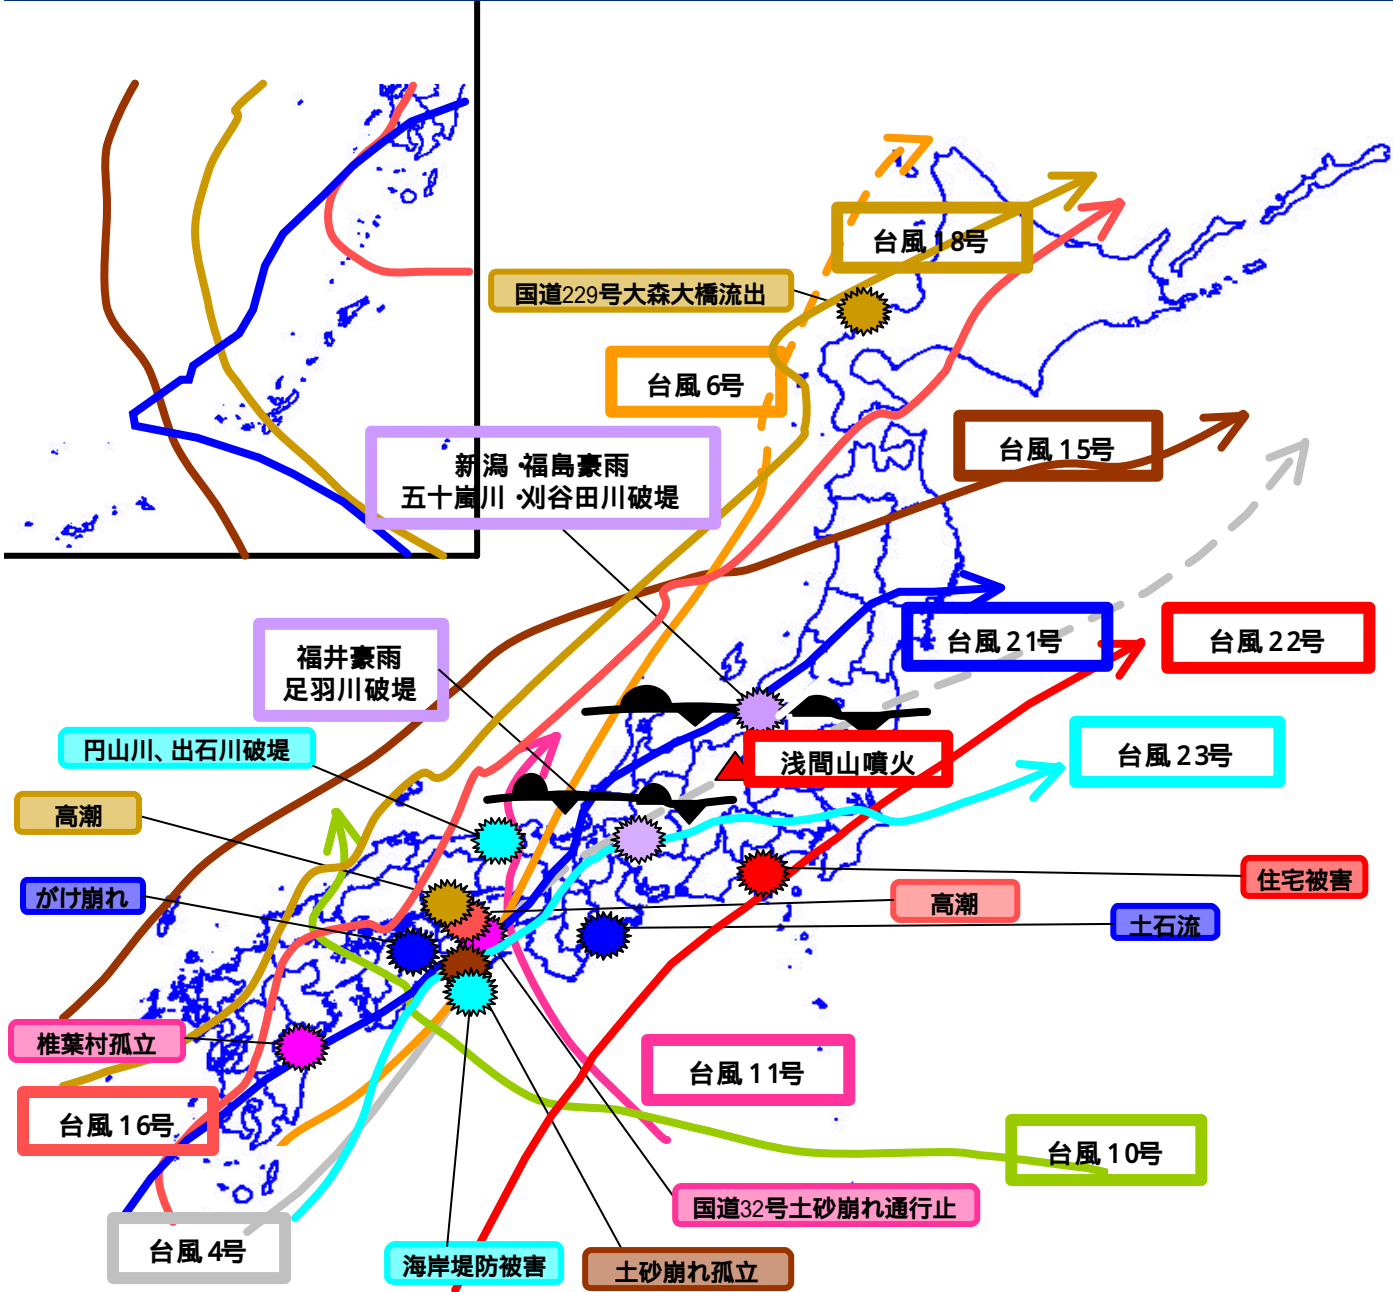 台風18号
国道229号大森大橋流出
台風6号
台風15号
新潟・福島豪雨
五十嵐川・刈谷田川破堤
台風21号
台風22号
福井豪雨
足羽川破堤
円山川、出石川破堤
浅間山噴火
台風23号
高潮
がけ崩れ
住宅被害
高潮
土石流
椎葉村孤立
台風11号
台風16号
台風10号
国道32号土砂崩れ通行止
台風4号
海岸堤防被害
土砂崩れ孤立